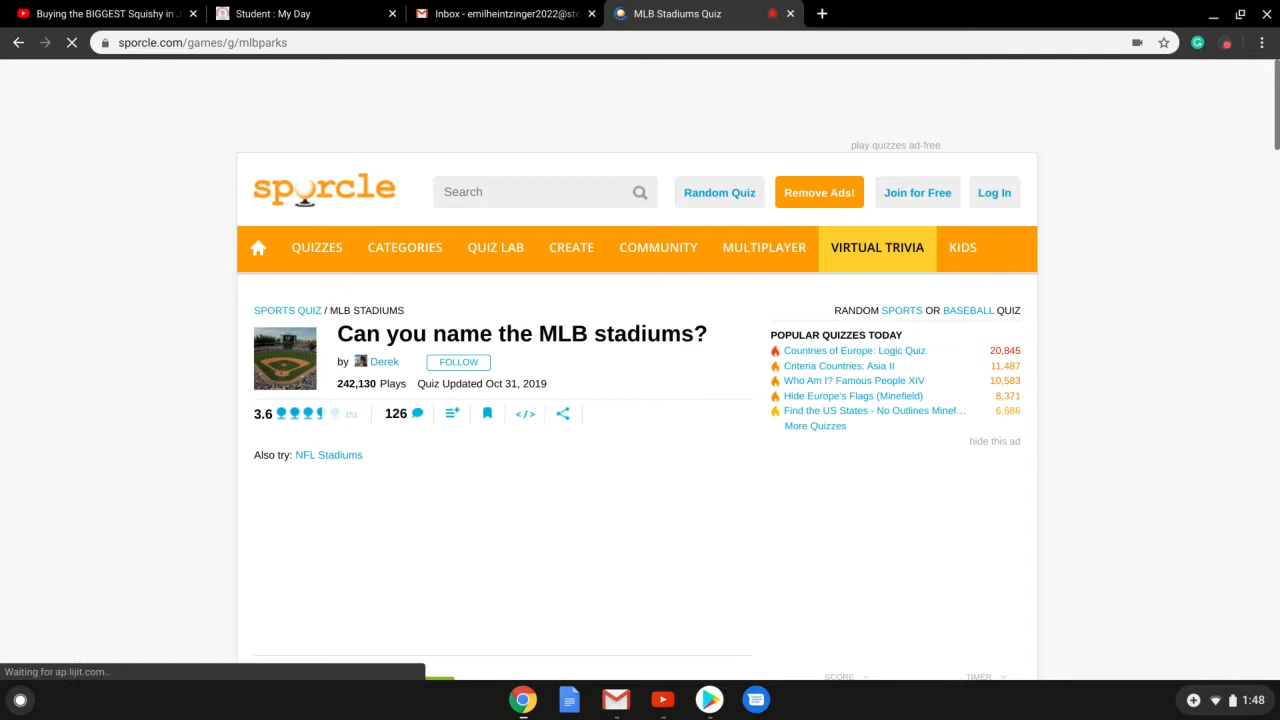 Buying the BIGGEST Squishy in J
Student : My Day
Inbox - emilheintzinger2022@ste
MLB Stadiums Quiz
sporcle.com/games/g/mlbparks
play quizzes ad-free
sporcle
Search
Random Quiz
Remove Ads!
Join for Free
Log In
QUIZZES
CATEGORIES
QUIZ LAB
CREATE
COMMUNITY
MULTIPLAYER
VIRTUAL TRIVIA
KIDS
SPORTS QUIZ / MLB STADIUMS
Can you name the MLB stadiums?
by Derek
FOLLOW
242,130 Plays Quiz Updated Oct 31, 2019
3.6
151
126
</>
Also try: NFL Stadiums
RANDOM SPORTS OR BASEBALL QUIZ
POPULAR QUIZZES TODAY
Countries of Europe: Logic Quiz 20,845
Criteria Countries: Asia II 11,487
Who Am I? Famous People XIV 10,583
Hide Europe's Flags (Minefield) 8,371
Find the US States - No Outlines Minef… 6,686
More Quizzes
hide this ad
SCORE
TIMER
Waiting for ap.lijit.com...
1:48